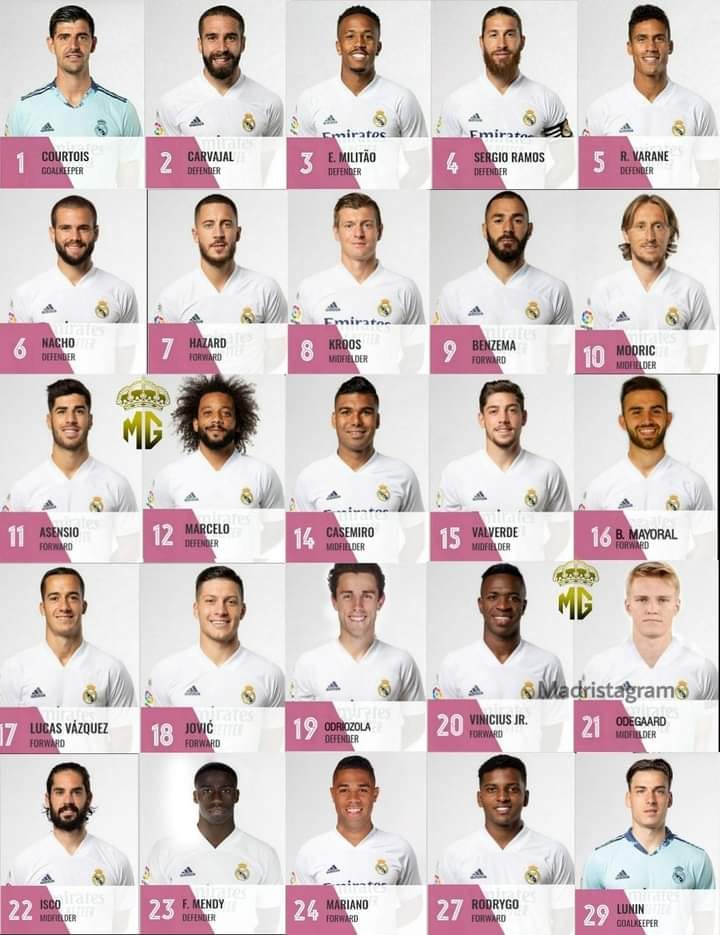 Emirates
Emirates
1 COURTOIS
GOALKEEPER
2 CARVAJAL
DEFENDER
3 E. MILITÃO
DEFENDER
4 SERGIO RAMOS
DEFENDER
5 R. VARANE
DEFENDER
Emirates
6 NACHO
DEFENDER
7 HAZARD
FORWARD
8 KROOS
MIDFIELDER
9 BENZEMA
FORWARD
10 MODRIC
MIDFIELDER
MG
11 ASENSIO
FORWARD
12 MARCELO
DEFENDER
14 CASEMIRO
MIDFIELDER
15 VALVERDE
MIDFIELDER
16 B. MAYORAL
FORWARD
MG
Madristagram
17 LUCAS VÁZQUEZ
FORWARD
18 JOVIĆ
FORWARD
19 ODRIOZOLA
DEFENDER
20 VINICIUS JR.
FORWARD
21 ODEGAARD
MIDFIELDER
22 ISCO
MIDFIELDER
23 F. MENDY
DEFENDER
24 MARIANO
FORWARD
27 RODRYGO
FORWARD
29 LUNIN
GOALKEEPER